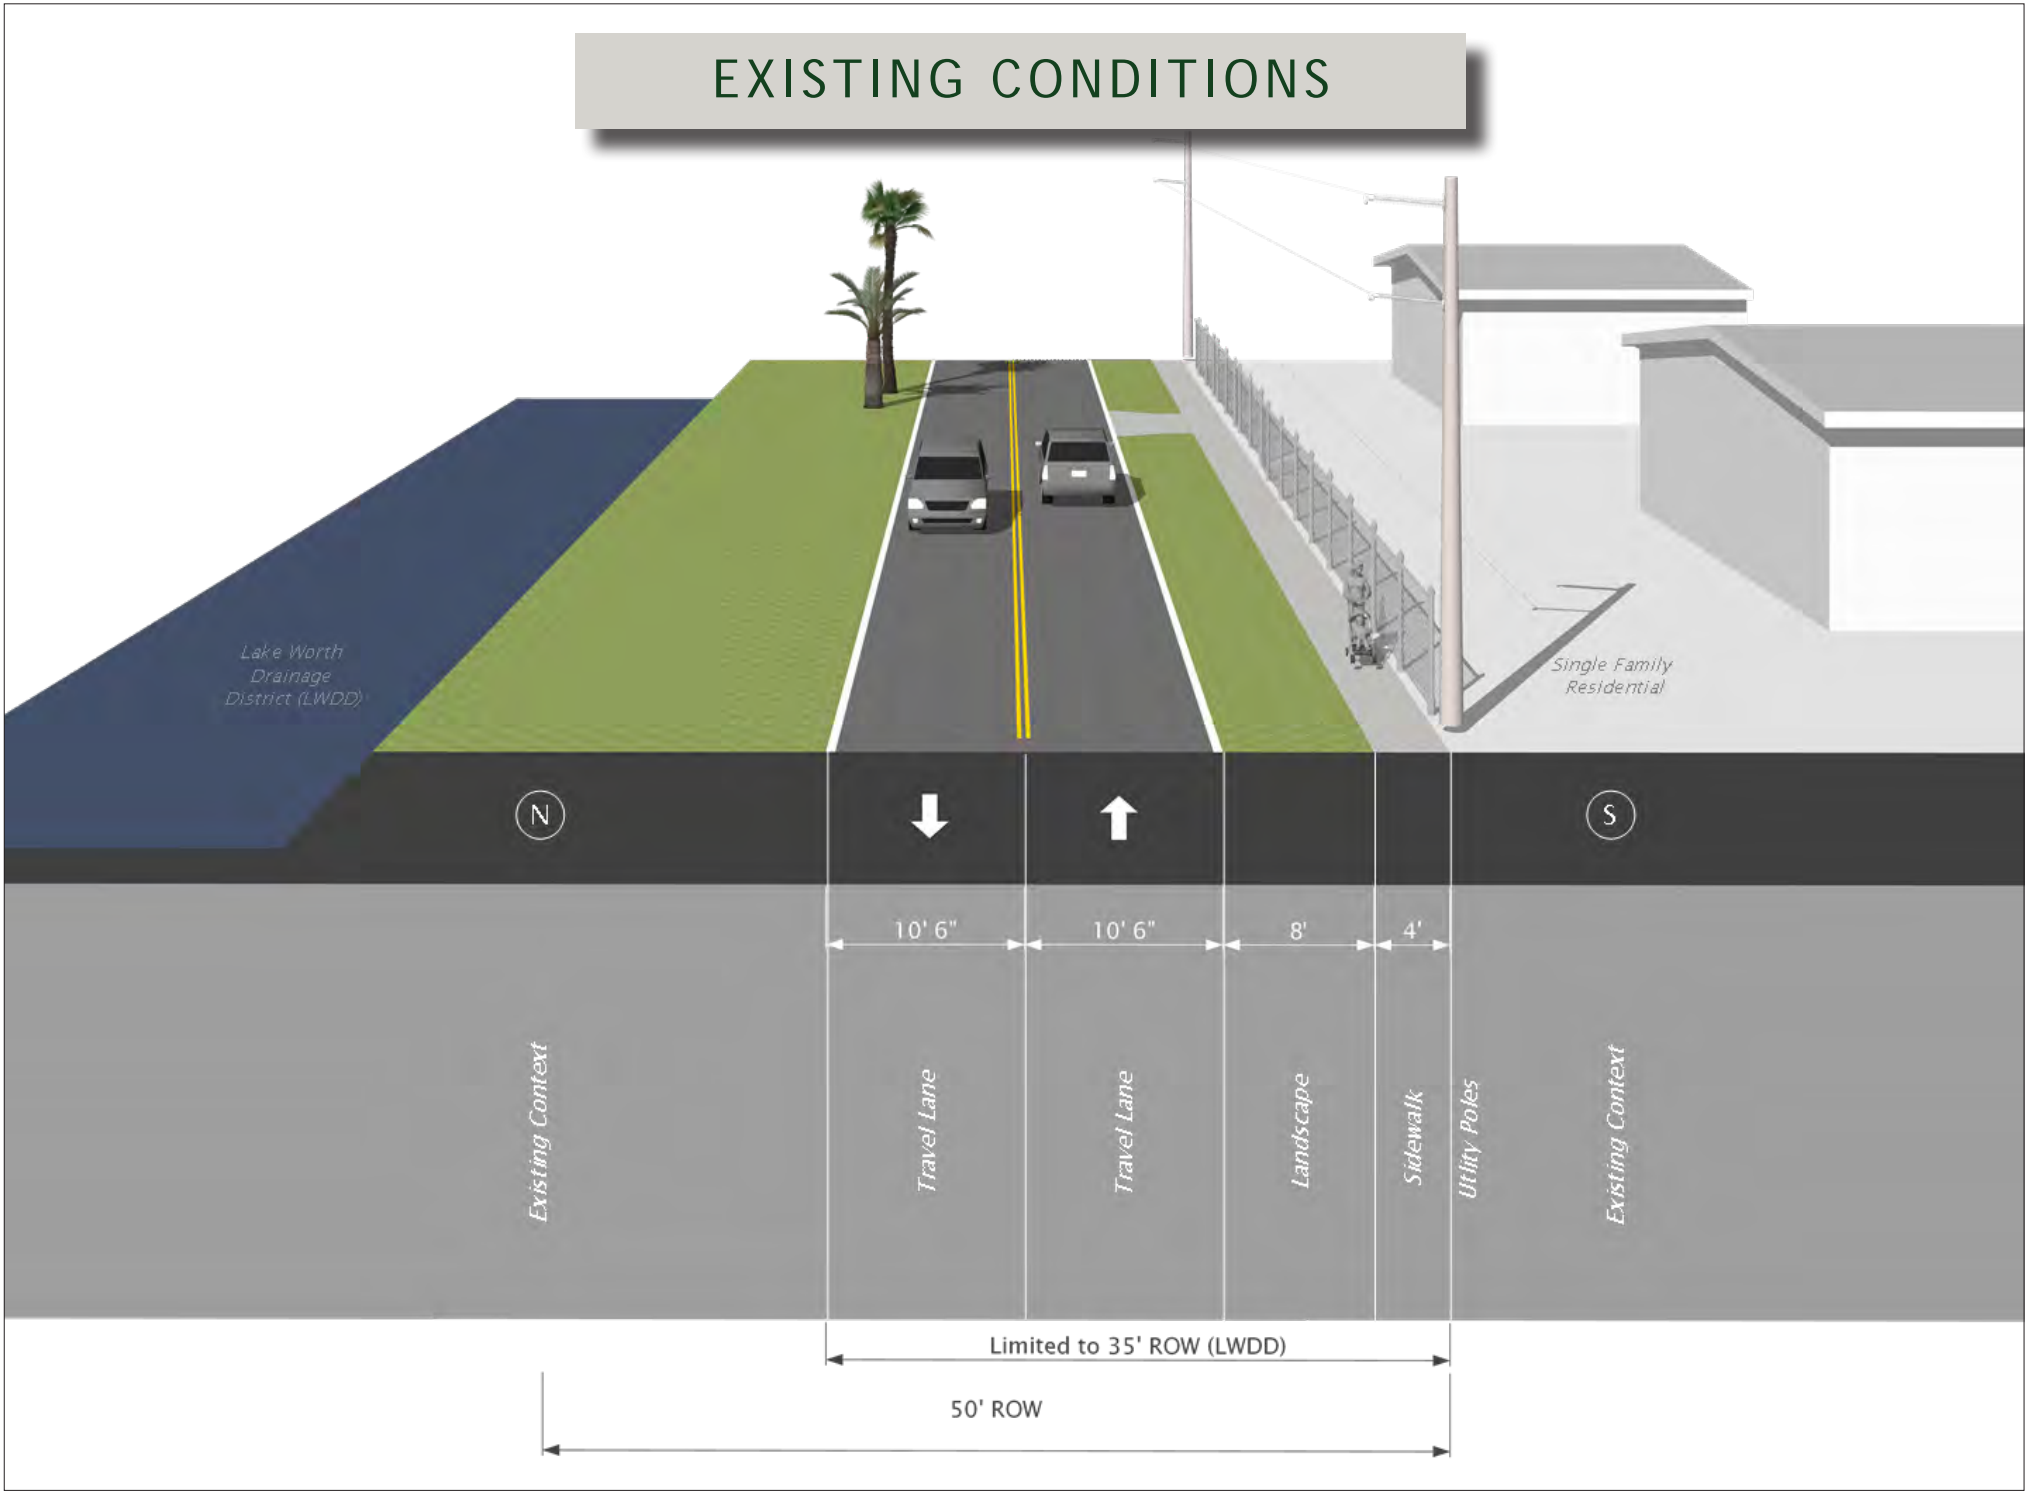 EXISTING CONDITIONS
Lake Worth
Drainage
District (LWDD)
Single Family
Residential
N
S
10' 6"
10' 6"
8'
4'
Existing Context
Travel Lane
Travel Lane
Landscape
Sidewalk
Utlity Poles
Existing Context
Limited to 35' ROW (LWDD)
50' ROW